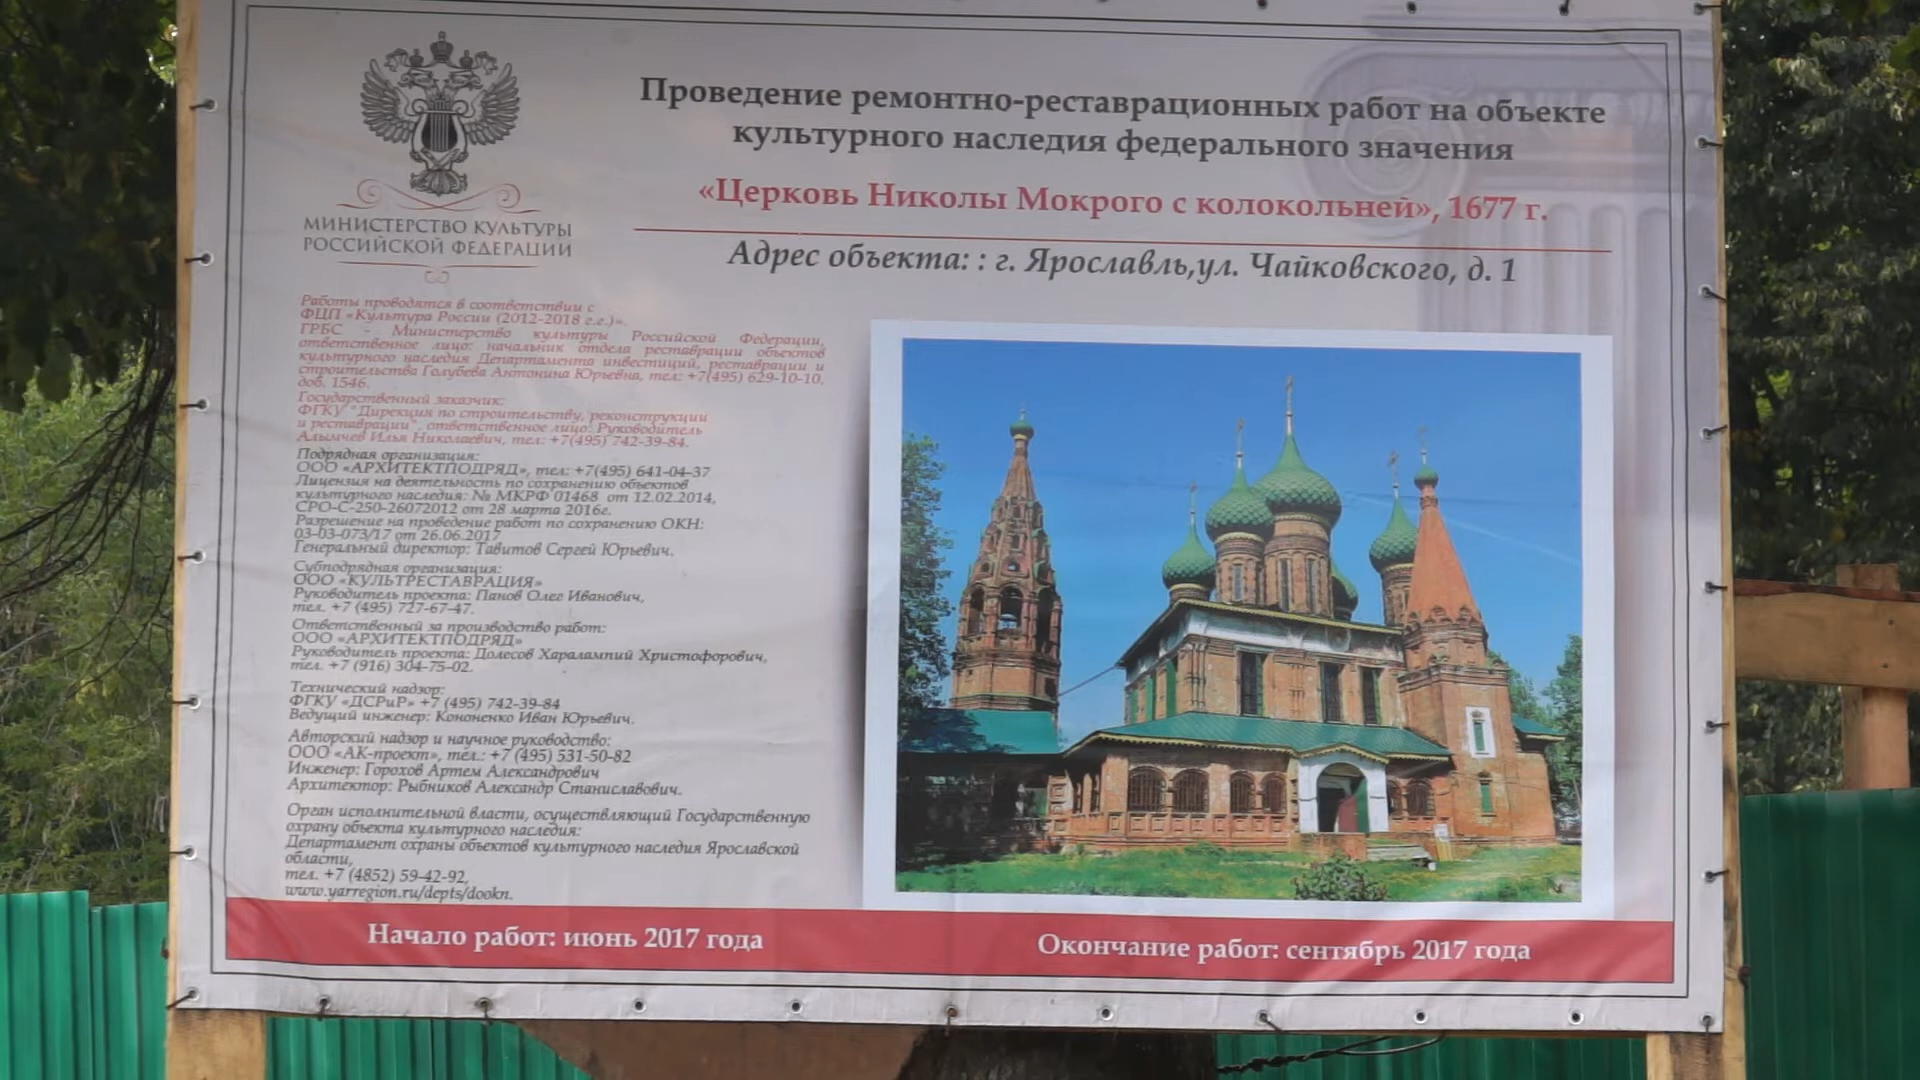 МИНИСТЕРСТВО КУЛЬТУРЫ
РОССИЙСКОЙ ФЕДЕРАЦИИ
Проведение ремонтно-реставрационных работ на объекте
культурного наследия федерального значения
«Церковь Николы Мокрого с колокольней», 1677 г.
Адрес объекта: : г. Ярославль,ул. Чайковского, д. 1
Работы проводятся в соответствии с
ФЦП «Культура России (2012-2018 г.г.)».
ГРБС - Министерство культуры Российской Федерации,
ответственное лицо: начальник отдела реставрации объектов
культурного наследия Департамента инвестиций, реставрации и
строительства Голубева Антонина Юрьевна, тел: +7(495) 629-10-10,
доб. 1546.
Государственный заказчик:
ФГКУ "Дирекция по строительству, реконструкции
и реставрации", ответственное лицо: Руководитель
Алымчев Илья Николаевич, тел: +7(495) 742-39-84.
Подрядная организация:
ООО «АРХИТЕКТПОДРЯД», тел: +7(495) 641-04-37
Лицензия на деятельность по сохранению объектов
культурного наследия: № МКРФ 01468 от 12.02.2014,
СРО-С-250-26072012 от 28 марта 2016г.
Разрешение на проведение работ по сохранению ОКН:
03-03-073/17 от 26.06.2017
Генеральный директор: Тавитов Сергей Юрьевич.
Субподрядная организация:
ООО «КУЛЬТРЕСТАВРАЦИЯ»
Руководитель проекта: Панов Олег Иванович,
тел. +7 (495) 727-67-47.
Ответственный за производство работ:
ООО «АРХИТЕКТПОДРЯД»
Руководитель проекта: Долесов Харалампий Христофорович,
тел. +7 (916) 304-75-02.
Технический надзор:
ФГКУ «ДСРиР» +7 (495) 742-39-84
Ведущий инженер: Кононенко Иван Юрьевич.
Авторский надзор и научное руководство:
ООО «АК-проект», тел.: +7 (495) 531-50-82
Инженер: Горохов Артем Александрович
Архитектор: Рыбников Александр Станиславович.
Орган исполнительной власти, осуществляющий Государственную
охрану объекта культурного наследия:
Департамент охраны объектов культурного наследия Ярославской
области,
тел. +7 (4852) 59-42-92,
www.yarregion.ru/depts/dookn.
Начало работ: июнь 2017 года
Окончание работ: сентябрь 2017 года